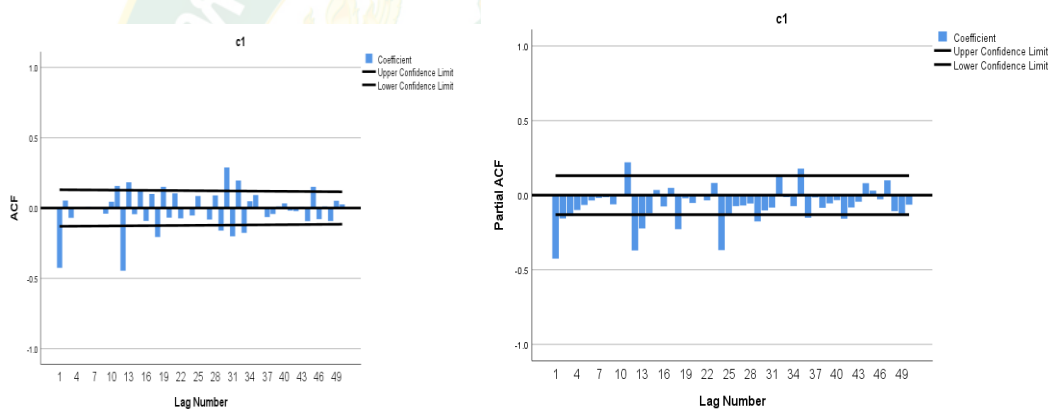 c1
Coefficient
Upper Confidence Limit
Lower Confidence Limit
1.0
0.5
0.0
-0.5
-1.0
ACF
1 4 7 10 13 16 19 22 25 28 31 34 37 40 43 46 49
Lag Number
c1
Coefficient
Upper Confidence Limit
Lower Confidence Limit
1.0
0.5
0.0
-0.5
-1.0
Partial ACF
1 4 7 10 13 16 19 22 25 28 31 34 37 40 43 46 49
Lag Number